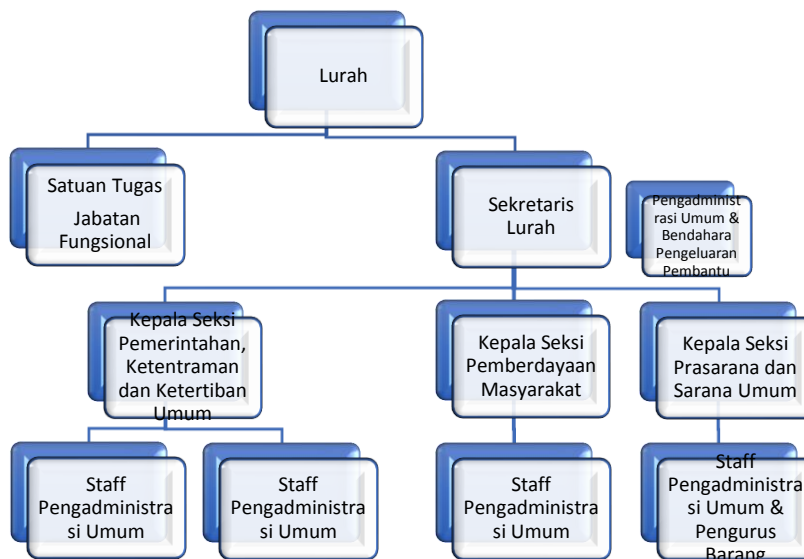 Lurah
Satuan Tugas
Jabatan
Fungsional
Sekretaris
Lurah
Pengadminist
rasi Umum &
Bendahara
Pengeluaran
Pembantu
Kepala Seksi
Pemerintahan,
Ketentraman
dan Ketertiban
Umum
Kepala Seksi
Pemberdayaan
Masyarakat
Kepala Seksi
Prasarana dan
Sarana Umum
Staff
Pengadministra
si Umum
Staff
Pengadministra
si Umum
Staff
Pengadministra
si Umum
Staff
Pengadministra
si Umum &
Pengurus
Barang